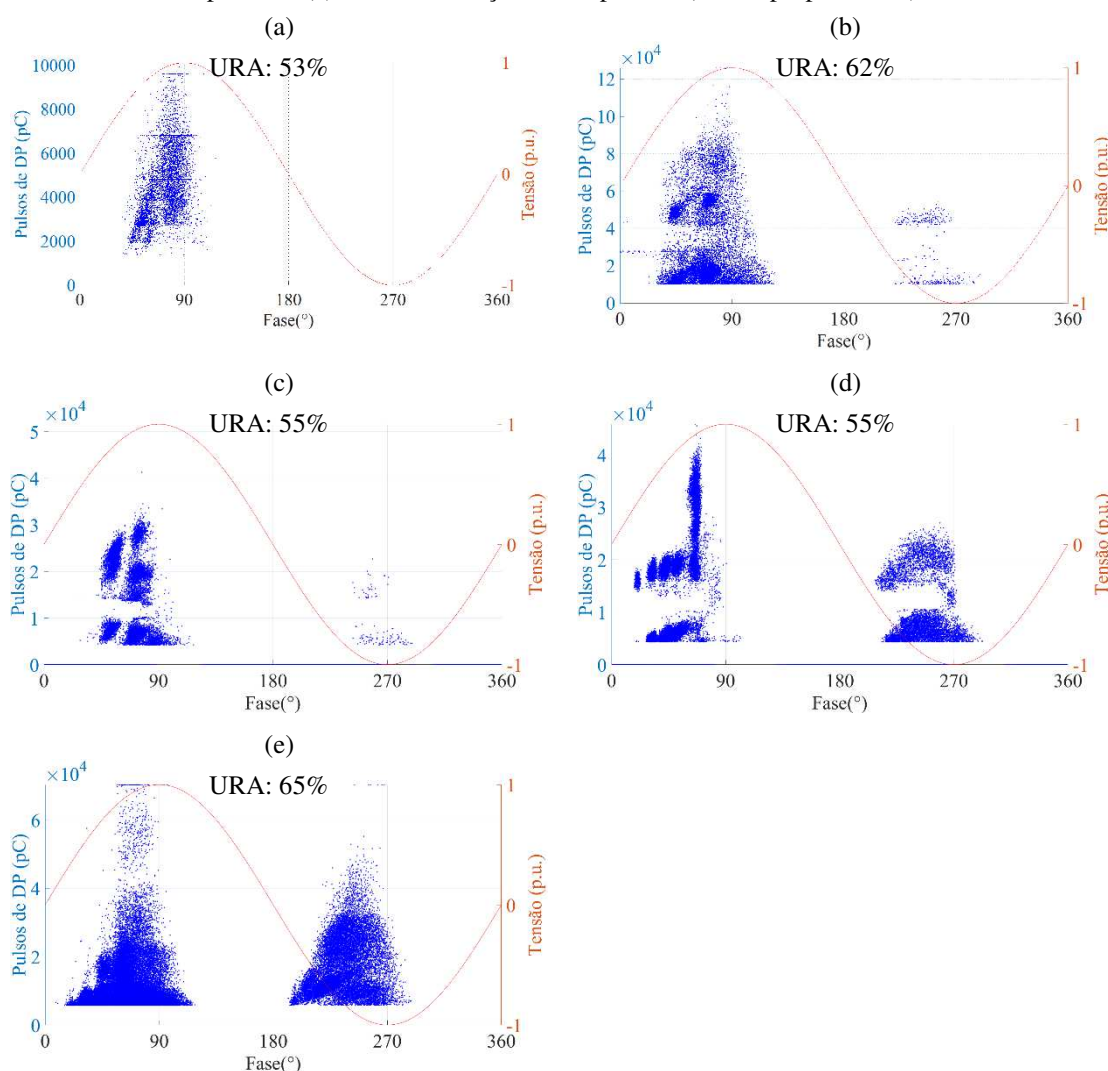 (a)
URA: 53%
10000
8000
6000
4000
2000
0
Pulsos de DP (pC)
1
0
-1
Tensão (p.u.)
0
90
180
270
360
Fase(°)
(b)
×10⁴
URA: 62%
12
10
8
6
4
2
0
Pulsos de DP (pC)
1
0
-1
Tensão (p.u.)
0
90
180
270
360
Fase(°)
(c)
×10⁴
URA: 55%
5
4
3
2
1
0
Pulsos de DP (pC)
1
0
-1
Tensão (p.u.)
0
90
180
270
360
Fase(°)
(d)
×10⁴
URA: 55%
4
3
2
1
0
Pulsos de DP (pC)
1
0
-1
Tensão (p.u.)
0
90
180
270
360
Fase(°)
(e)
×10⁴
URA: 65%
6
4
2
0
Pulsos de DP (pC)
1
0
-1
Tensão (p.u.)
0
90
180
270
360
Fase(°)